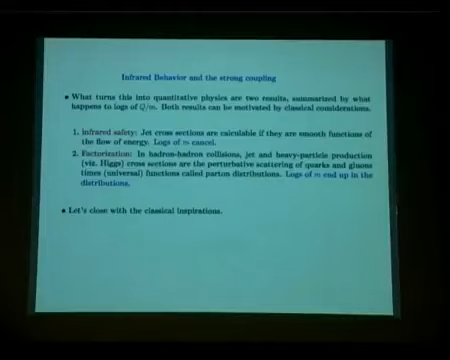 Infrared Behavior and the strong coupling
• What turns this into quantitative physics are two results, summarized by what
happens to logs of Q/m. Both results can be motivated by classical considerations.
1. infrared safety: Jet cross sections are calculable if they are smooth functions of
the flow of energy. Logs of m cancel.
2. Factorization: In hadron-hadron collisions, jet and heavy-particle production
(viz. Higgs) cross sections are the perturbative scattering of quarks and gluons
times (universal) functions called parton distributions. Logs of m end up in the
distributions.
• Let's close with the classical inspirations.